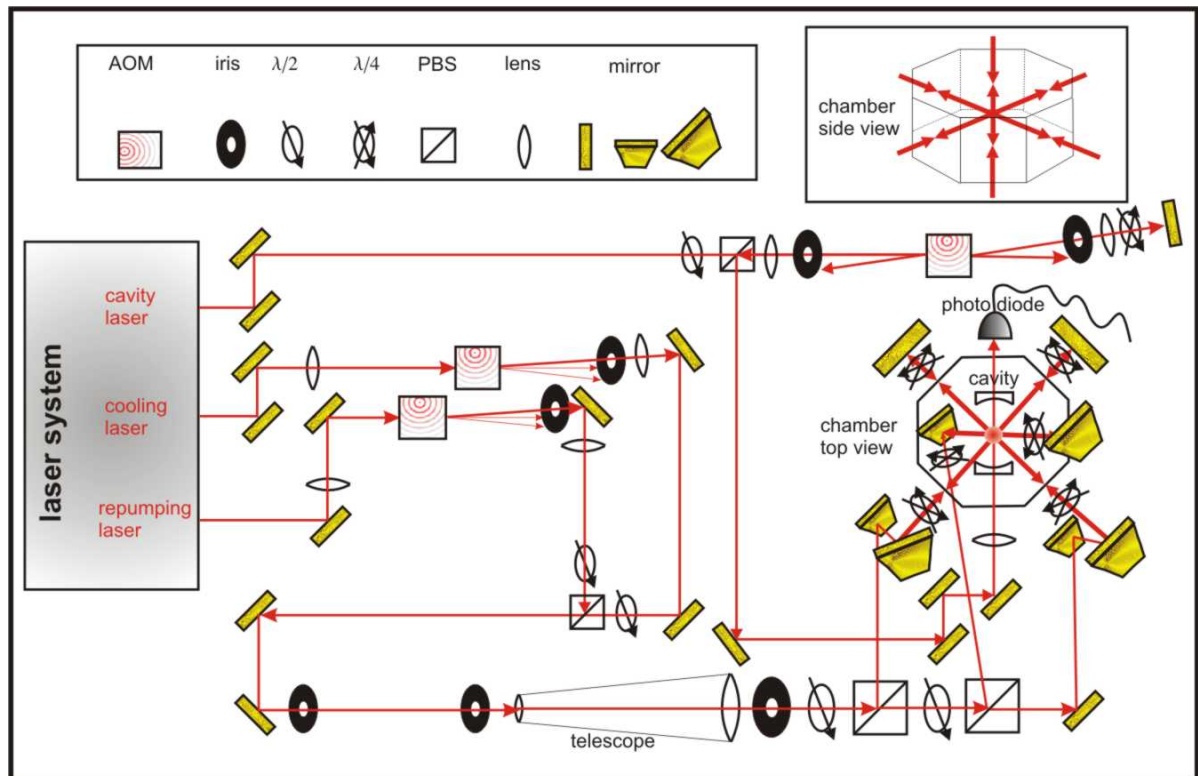 AOM iris λ/2 λ/4 PBS lens mirror
chamber
side view
laser system
cavity
laser
cooling
laser
repumping
laser
photo diode
cavity
chamber
top view
telescope